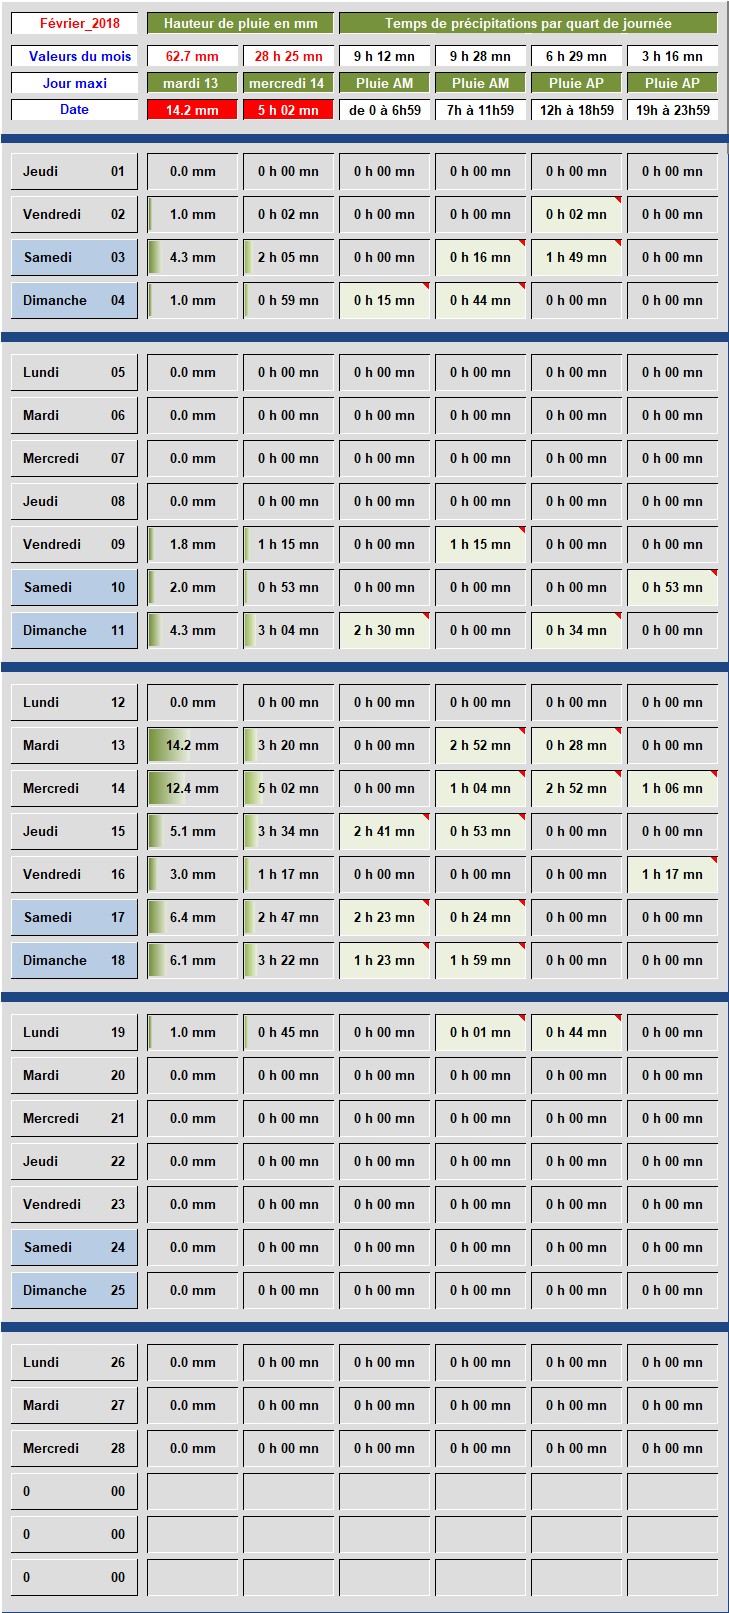 Février_2018 Hauteur de pluie en mm Temps de précipitations par quart de journée
Valeurs du mois 62.7 mm 28 h 25 mn 9 h 12 mn 9 h 28 mn 6 h 29 mn 3 h 16 mn
Jour maxi mardi 13 mercredi 14 Pluie AM Pluie AM Pluie AP Pluie AP
Date 14.2 mm 5 h 02 mn de 0 à 6h59 7h à 11h59 12h à 18h59 19h à 23h59
Jeudi 01 0.0 mm 0 h 00 mn 0 h 00 mn 0 h 00 mn 0 h 00 mn 0 h 00 mn
Vendredi 02 1.0 mm 0 h 02 mn 0 h 00 mn 0 h 00 mn 0 h 02 mn 0 h 00 mn
Samedi 03 4.3 mm 2 h 05 mn 0 h 00 mn 0 h 16 mn 1 h 49 mn 0 h 00 mn
Dimanche 04 1.0 mm 0 h 59 mn 0 h 15 mn 0 h 44 mn 0 h 00 mn 0 h 00 mn
Lundi 05 0.0 mm 0 h 00 mn 0 h 00 mn 0 h 00 mn 0 h 00 mn 0 h 00 mn
Mardi 06 0.0 mm 0 h 00 mn 0 h 00 mn 0 h 00 mn 0 h 00 mn 0 h 00 mn
Mercredi 07 0.0 mm 0 h 00 mn 0 h 00 mn 0 h 00 mn 0 h 00 mn 0 h 00 mn
Jeudi 08 0.0 mm 0 h 00 mn 0 h 00 mn 0 h 00 mn 0 h 00 mn 0 h 00 mn
Vendredi 09 1.8 mm 1 h 15 mn 0 h 00 mn 1 h 15 mn 0 h 00 mn 0 h 00 mn
Samedi 10 2.0 mm 0 h 53 mn 0 h 00 mn 0 h 00 mn 0 h 00 mn 0 h 53 mn
Dimanche 11 4.3 mm 3 h 04 mn 2 h 30 mn 0 h 00 mn 0 h 34 mn 0 h 00 mn
Lundi 12 0.0 mm 0 h 00 mn 0 h 00 mn 0 h 00 mn 0 h 00 mn 0 h 00 mn
Mardi 13 14.2 mm 3 h 20 mn 0 h 00 mn 2 h 52 mn 0 h 28 mn 0 h 00 mn
Mercredi 14 12.4 mm 5 h 02 mn 0 h 00 mn 1 h 04 mn 2 h 52 mn 1 h 06 mn
Jeudi 15 5.1 mm 3 h 34 mn 2 h 41 mn 0 h 53 mn 0 h 00 mn 0 h 00 mn
Vendredi 16 3.0 mm 1 h 17 mn 0 h 00 mn 0 h 00 mn 0 h 00 mn 1 h 17 mn
Samedi 17 6.4 mm 2 h 47 mn 2 h 23 mn 0 h 24 mn 0 h 00 mn 0 h 00 mn
Dimanche 18 6.1 mm 3 h 22 mn 1 h 23 mn 1 h 59 mn 0 h 00 mn 0 h 00 mn
Lundi 19 1.0 mm 0 h 45 mn 0 h 00 mn 0 h 01 mn 0 h 44 mn 0 h 00 mn
Mardi 20 0.0 mm 0 h 00 mn 0 h 00 mn 0 h 00 mn 0 h 00 mn 0 h 00 mn
Mercredi 21 0.0 mm 0 h 00 mn 0 h 00 mn 0 h 00 mn 0 h 00 mn 0 h 00 mn
Jeudi 22 0.0 mm 0 h 00 mn 0 h 00 mn 0 h 00 mn 0 h 00 mn 0 h 00 mn
Vendredi 23 0.0 mm 0 h 00 mn 0 h 00 mn 0 h 00 mn 0 h 00 mn 0 h 00 mn
Samedi 24 0.0 mm 0 h 00 mn 0 h 00 mn 0 h 00 mn 0 h 00 mn 0 h 00 mn
Dimanche 25 0.0 mm 0 h 00 mn 0 h 00 mn 0 h 00 mn 0 h 00 mn 0 h 00 mn
Lundi 26 0.0 mm 0 h 00 mn 0 h 00 mn 0 h 00 mn 0 h 00 mn 0 h 00 mn
Mardi 27 0.0 mm 0 h 00 mn 0 h 00 mn 0 h 00 mn 0 h 00 mn 0 h 00 mn
Mercredi 28 0.0 mm 0 h 00 mn 0 h 00 mn 0 h 00 mn 0 h 00 mn 0 h 00 mn
0 00
0 00
0 00